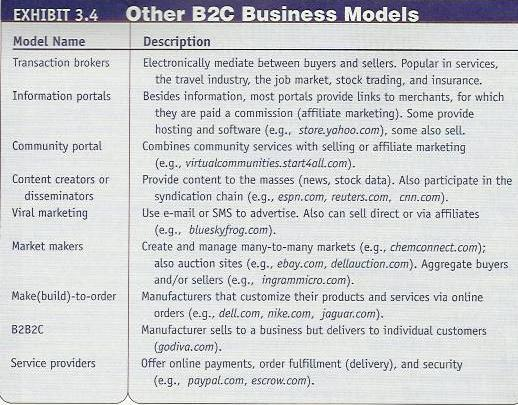 EXHIBIT 3.4 Other B2C Business Models
Model Name Description
Transaction brokers Electronically mediate between buyers and sellers. Popular in services,
the travel industry, the job market, stock trading, and insurance.
Information portals Besides information, most portals provide links to merchants, for which
they are paid a commission (affiliate marketing). Some provide
hosting and software (e.g., store.yahoo.com), some also sell.
Community portal Combines community services with selling or affiliate marketing
(e.g., virtualcommunities.start4all.com).
Content creators or Provide content to the masses (news, stock data). Also participate in the
disseminators syndication chain (e.g., espn.com, reuters.com, cnn.com).
Viral marketing Use e-mail or SMS to advertise. Also can sell direct or via affiliates
(e.g., blueskyfrog.com).
Market makers Create and manage many-to-many markets (e.g., chemconnect.com);
also auction sites (e.g., ebay.com, dellauction.com). Aggregate buyers
and/or sellers (e.g., ingrammicro.com).
Make(build)-to-order Manufacturers that customize their products and services via online
orders (e.g., dell.com, nike.com, jaguar.com).
B2B2C Manufacturer sells to a business but delivers to individual customers
(godiva.com).
Service providers Offer online payments, order fulfillment (delivery), and security
(e.g., paypal.com, escrow.com).